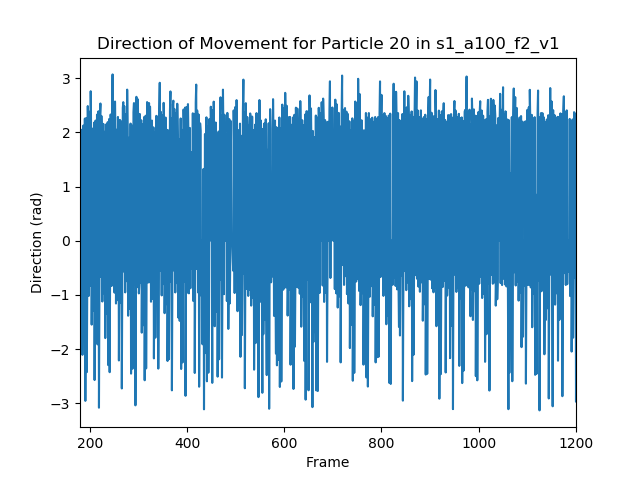 Direction of Movement for Particle 20 in s1_a100_f2_v1
3
2
1
0
−1
−2
−3
Direction (rad)
200 400 600 800 1000 1200
Frame